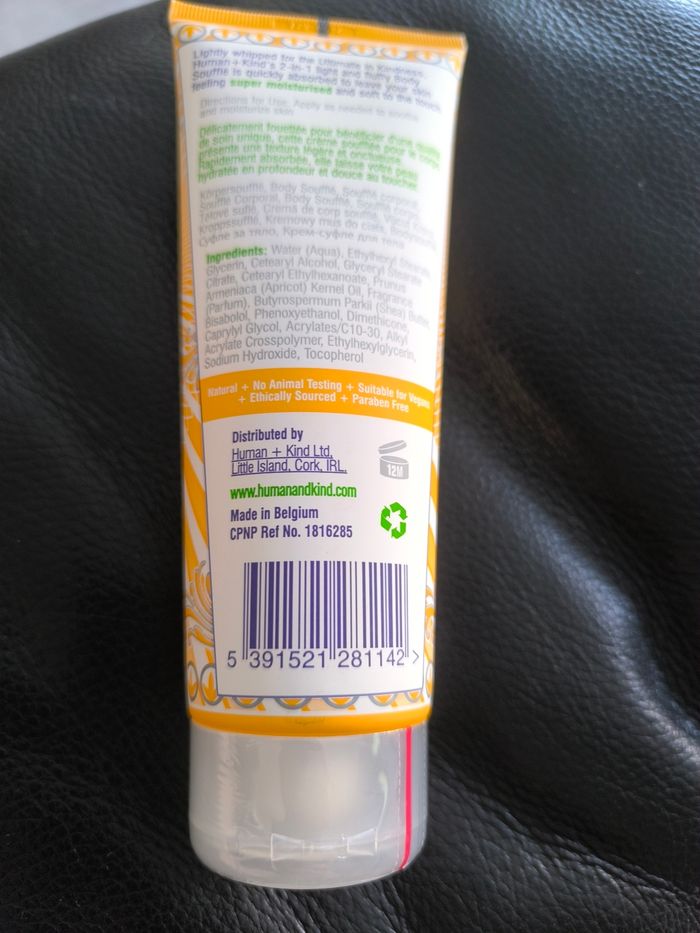 Lightly whipped for the Ultimate in Kindness,
Human+Kind's 2-in-1 light and fluffy Body
Soufflé is quickly absorbed to leave your skin
feeling super moisturised and soft to the touch
Directions for Use: Apply as needed to soothe
and moisturize skin
Délicatement fouettée pour bénéficier d'une qualité
de soin unique, cette crème soufflée pour le corps
présente une texture légère et onctueuse.
Rapidement absorbée, elle laisse votre peau
hydratée en profondeur et douce au toucher
Körpersoufflé, Body Soufflé, Soufflé corporel,
Soufflé Corporal, Body Soufflé, Soufflé corpo,
Telové suflé, Cremă de corp souffle,
Kroppssufflé, Kremowy mus do ciała,
Суфле за тяло, Крем-суфле для тела
Ingredients: Water (Aqua), Ethylhexyl Stearate,
Glycerin, Cetearyl Alcohol, Glyceryl Stearate
Citrate, Cetearyl Ethylhexanoate, Prunus
Armeniaca (Apricot) Kernel Oil, Fragrance
(Parfum), Butyrospermum Parkii (Shea) Butter,
Bisabolol, Phenoxyethanol, Dimethicone,
Caprylyl Glycol, Acrylates/C10-30, Alkyl
Acrylate Crosspolymer, Ethylhexylglycerin,
Sodium Hydroxide, Tocopherol
Natural + No Animal Testing + Suitable for Vegans
+ Ethically Sourced + Paraben Free
Distributed by
Human + Kind Ltd,
Little Island, Cork, IRL.
12M
www.humanandkind.com
Made in Belgium
CPNP Ref No. 1816285
5 391521 281142 >